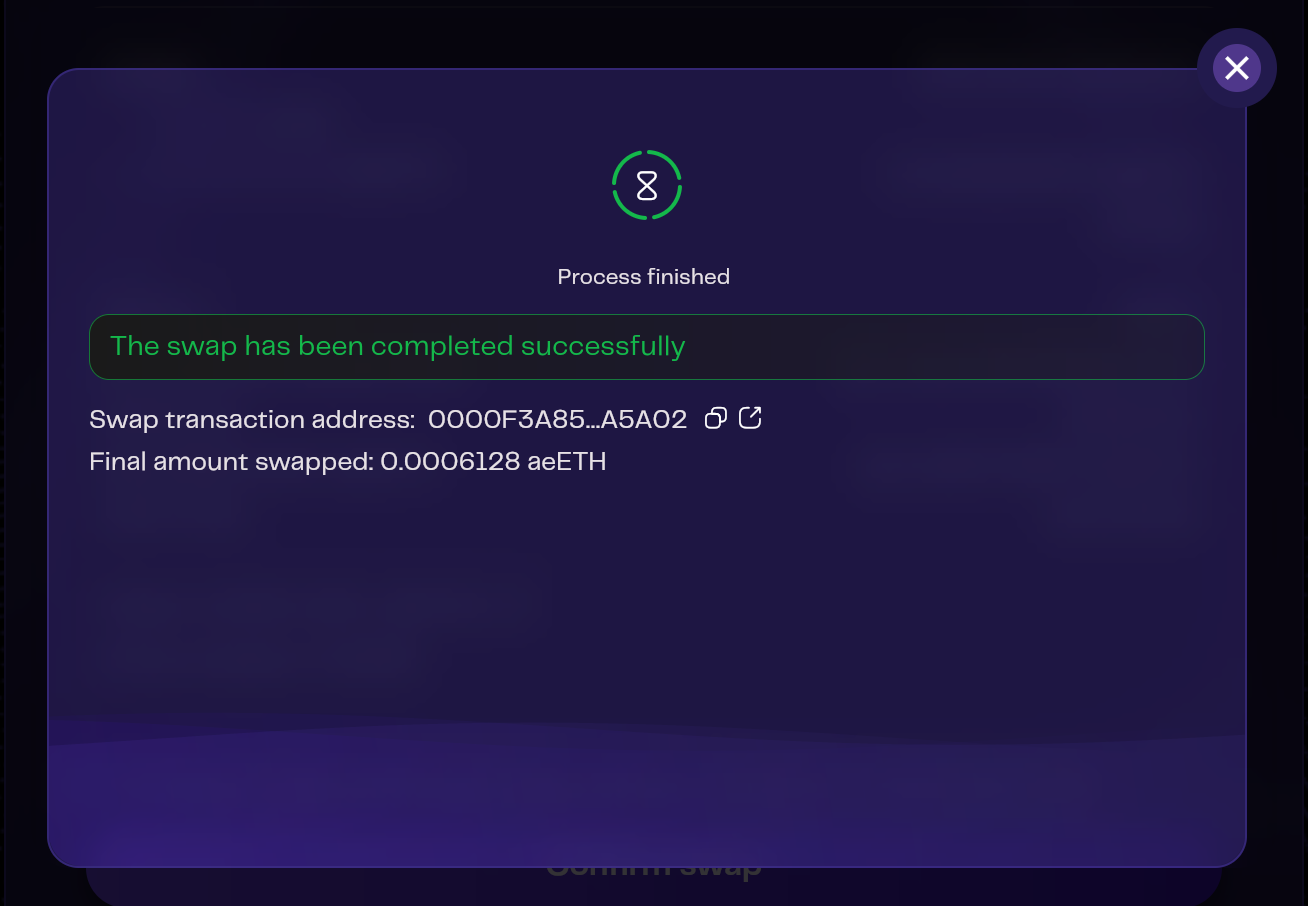 Process finished
The swap has been completed successfully
Swap transaction address: 0000F3A85...A5A02
Final amount swapped: 0.0006128 aeETH
Confirm swap